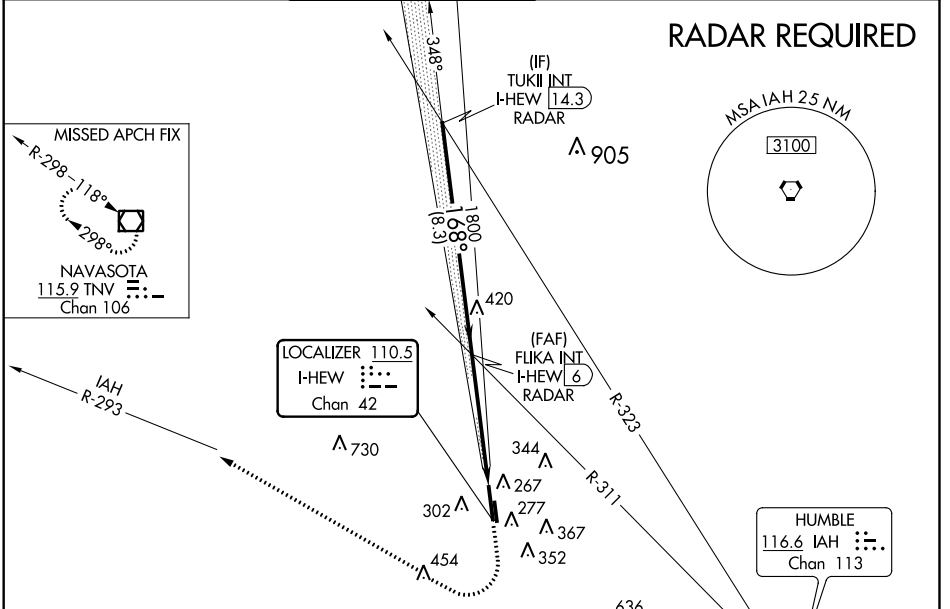 RADAR REQUIRED
348°
(IF)
TUKII INT
I-HEW 14.3
RADAR
905
MSA IAH 25 NM
3100
MISSED APCH FIX
R-298
118°
298°
NAVASOTA
115.9 TNV
Chan 106
1800
168°
(8.3)
420
(FAF)
FLIKA INT
I-HEW 6
RADAR
LOCALIZER 110.5
I-HEW
Chan 42
IAH
R-293
R-323
R-311
730
344
267
302
277
367
352
454
HUMBLE
116.6 IAH
Chan 113
636